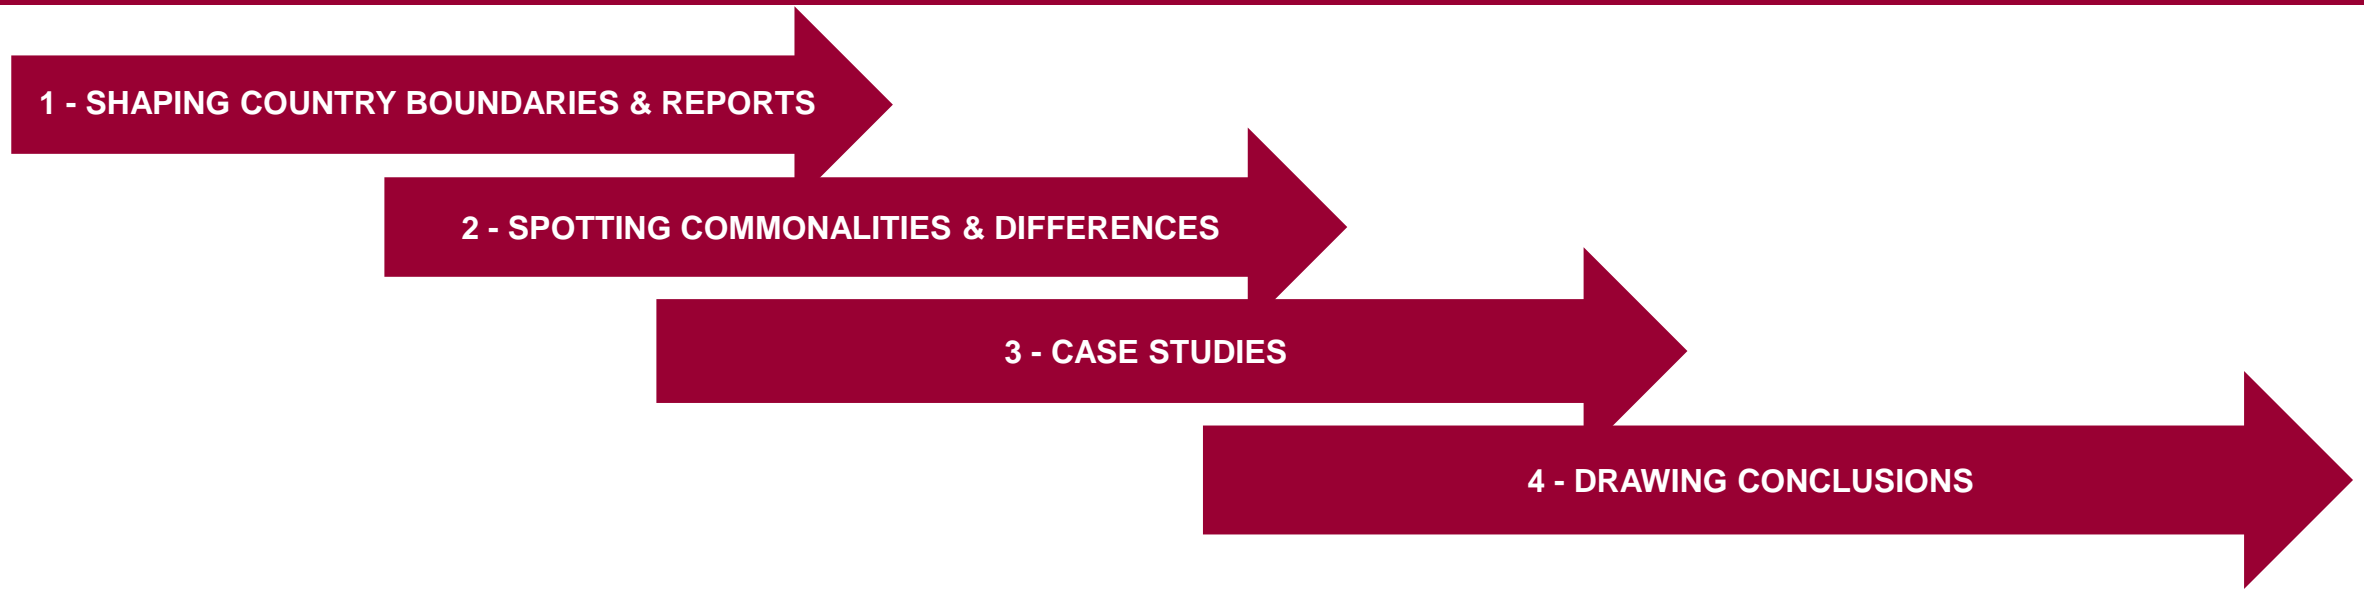 1 - SHAPING COUNTRY BOUNDARIES & REPORTS
2 - SPOTTING COMMONALITIES & DIFFERENCES
3 - CASE STUDIES
4 - DRAWING CONCLUSIONS